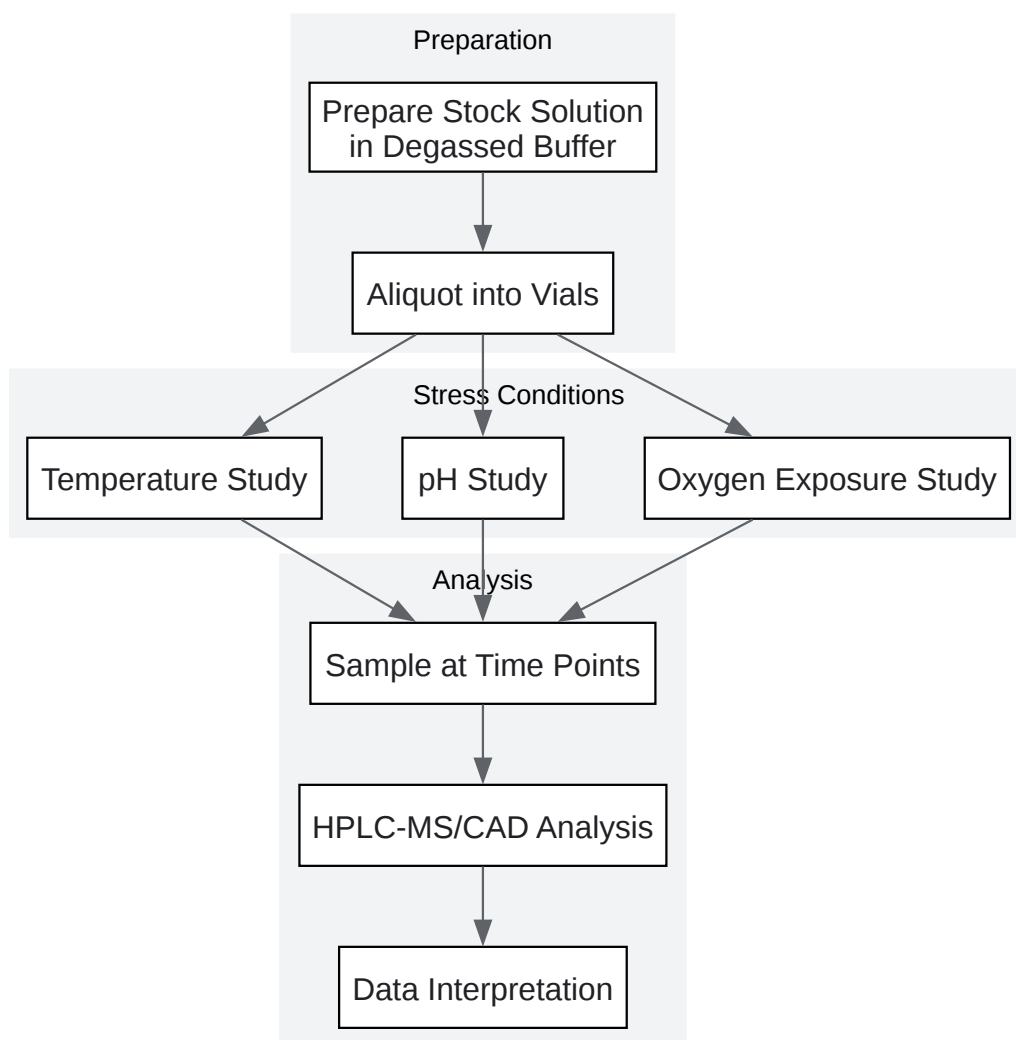 Preparation
Prepare Stock Solution
in Degassed Buffer
Aliquot into Vials
Stress Conditions
Temperature Study
pH Study
Oxygen Exposure Study
Analysis
Sample at Time Points
HPLC-MS/CAD Analysis
Data Interpretation